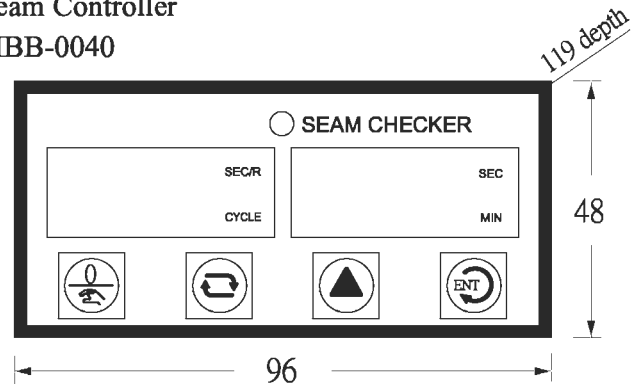 eam Controller
BB-0040
119 depth
SEAM CHECKER
SEC/R
SEC
CYCLE
MIN
48
0
ENT
96